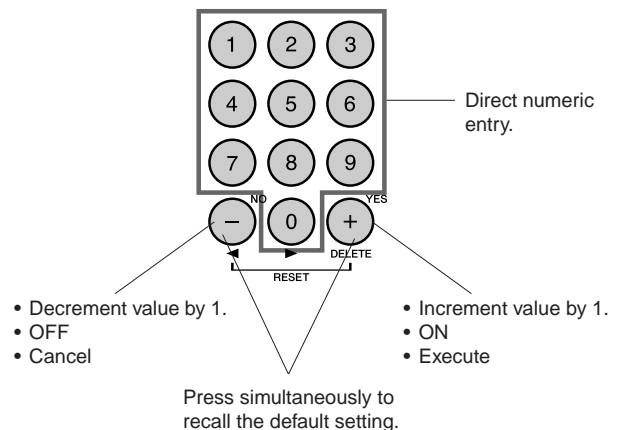 1 2 3
Direct numeric
entry.
4 5 6
7 8 9
NO YES
− 0 +
◀ ▶ DELETE
RESET
• Decrement value by 1.
• OFF
• Cancel
• Increment value by 1.
• ON
• Execute
Press simultaneously to
recall the default setting.